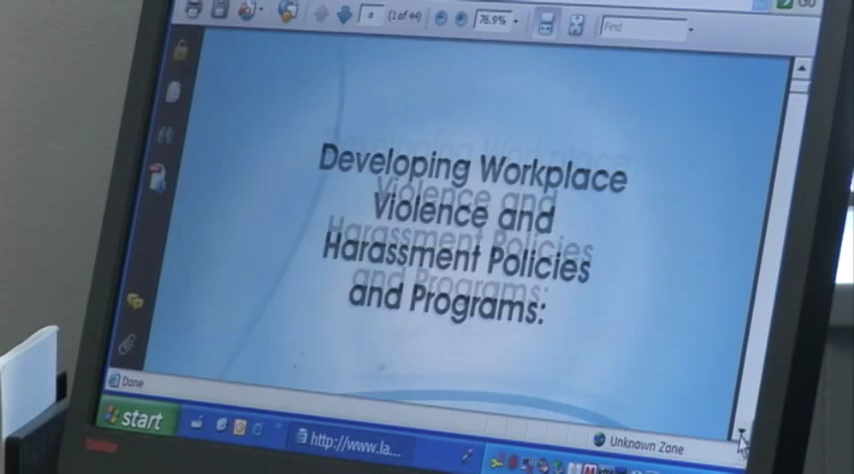 (1 of 44)
76.9%
Find
Go
Developing Workplace
Violence and
Harassment Policies
and Programs:
Done
Unknown Zone
start
http://www.la...